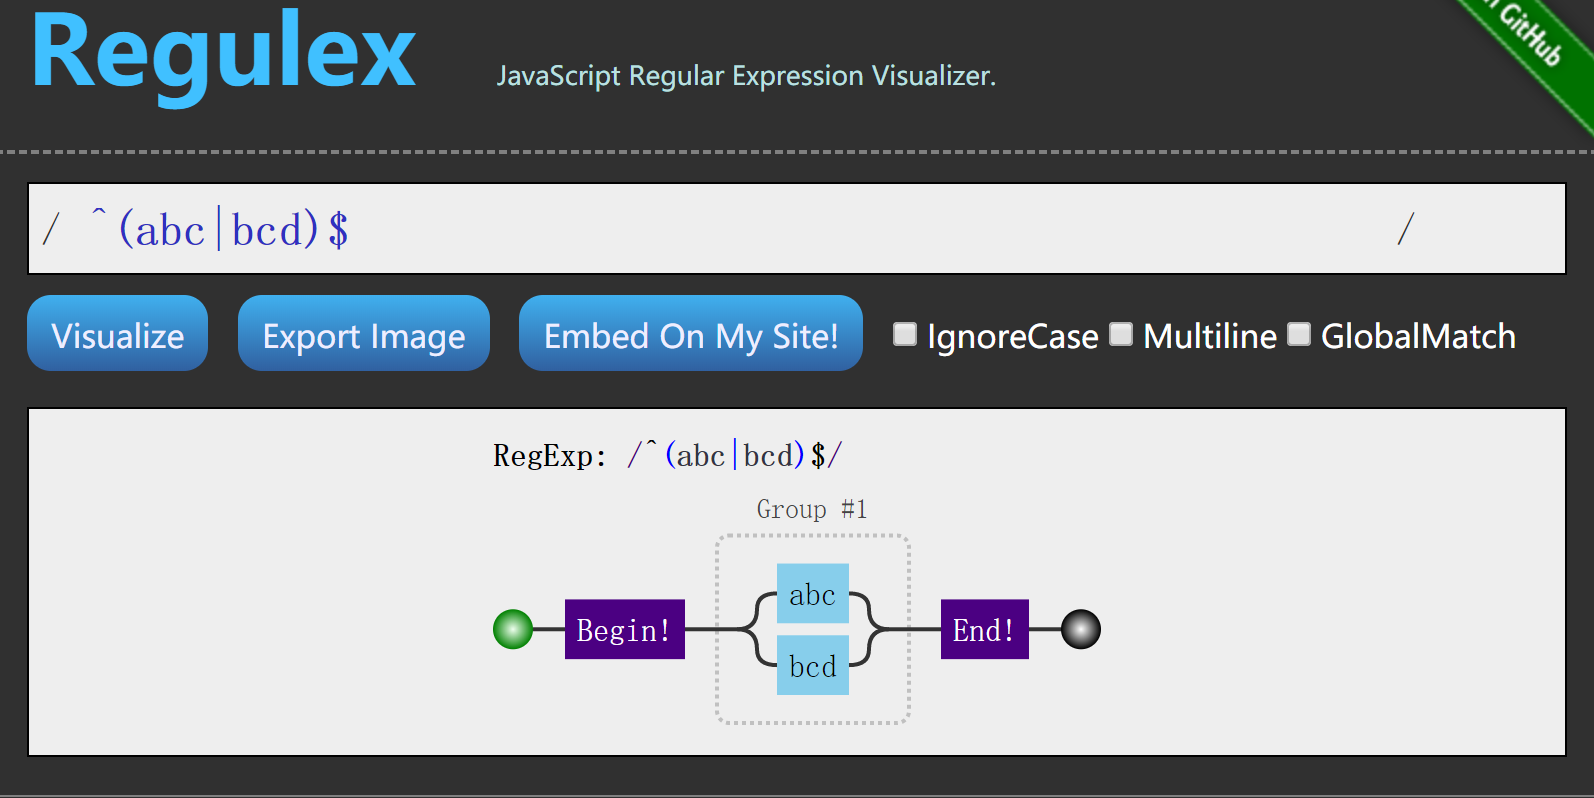 Regulex
JavaScript Regular Expression Visualizer.
GitHub
/ ^(abc|bcd)$ /
Visualize Export Image Embed On My Site! IgnoreCase Multiline GlobalMatch
RegExp: /^(abc|bcd)$/
Group #1
abc
Begin! End!
bcd